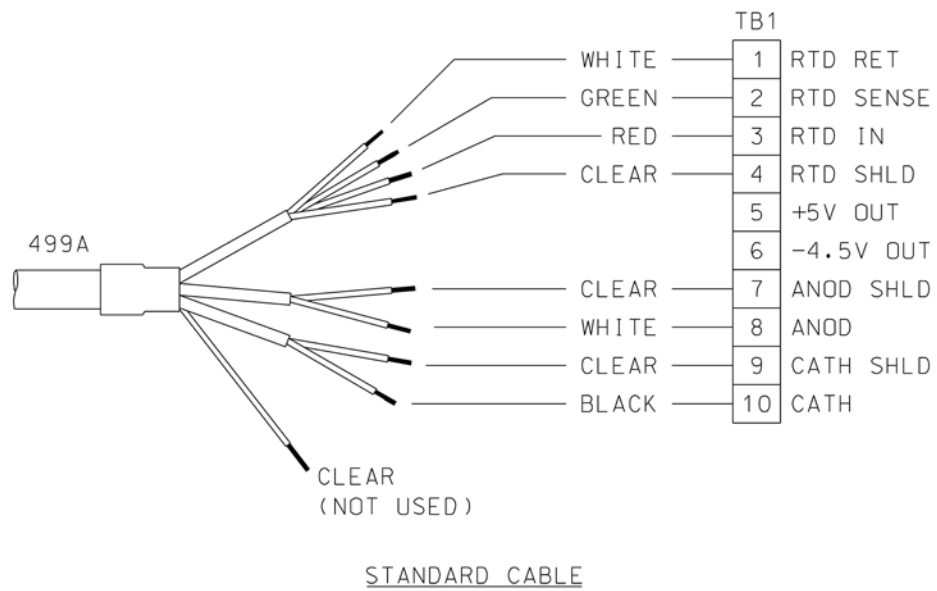 TB1
WHITE 1 RTD RET
GREEN 2 RTD SENSE
RED 3 RTD IN
CLEAR 4 RTD SHLD
5 +5V OUT
499A
6 -4.5V OUT
CLEAR 7 ANOD SHLD
WHITE 8 ANOD
CLEAR 9 CATH SHLD
BLACK 10 CATH
CLEAR
(NOT USED)
STANDARD CABLE